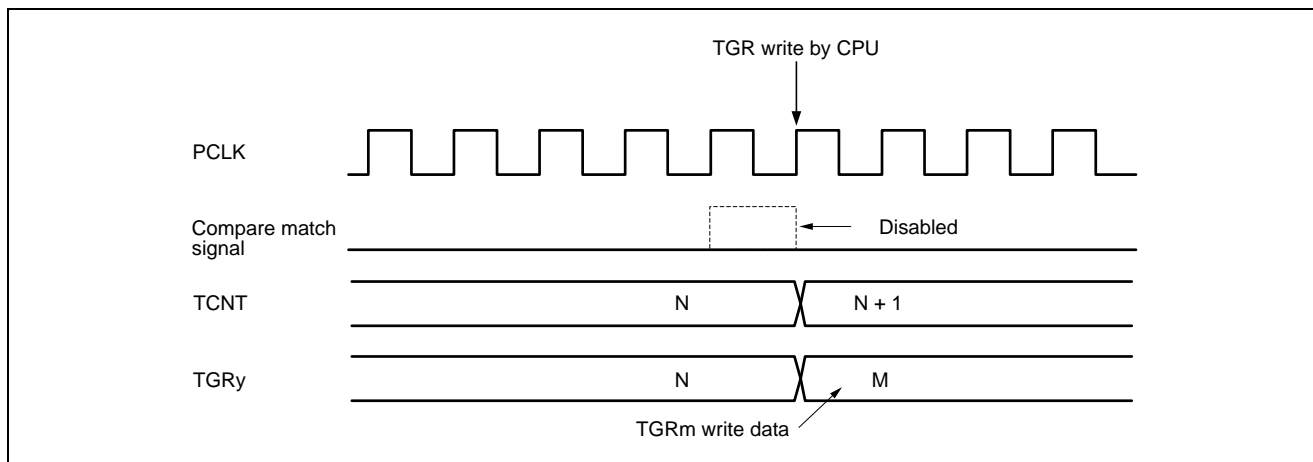 TGR write by CPU
PCLK
Compare match
signal
Disabled
TCNT
N
N + 1
TGRy
N
M
TGRm write data